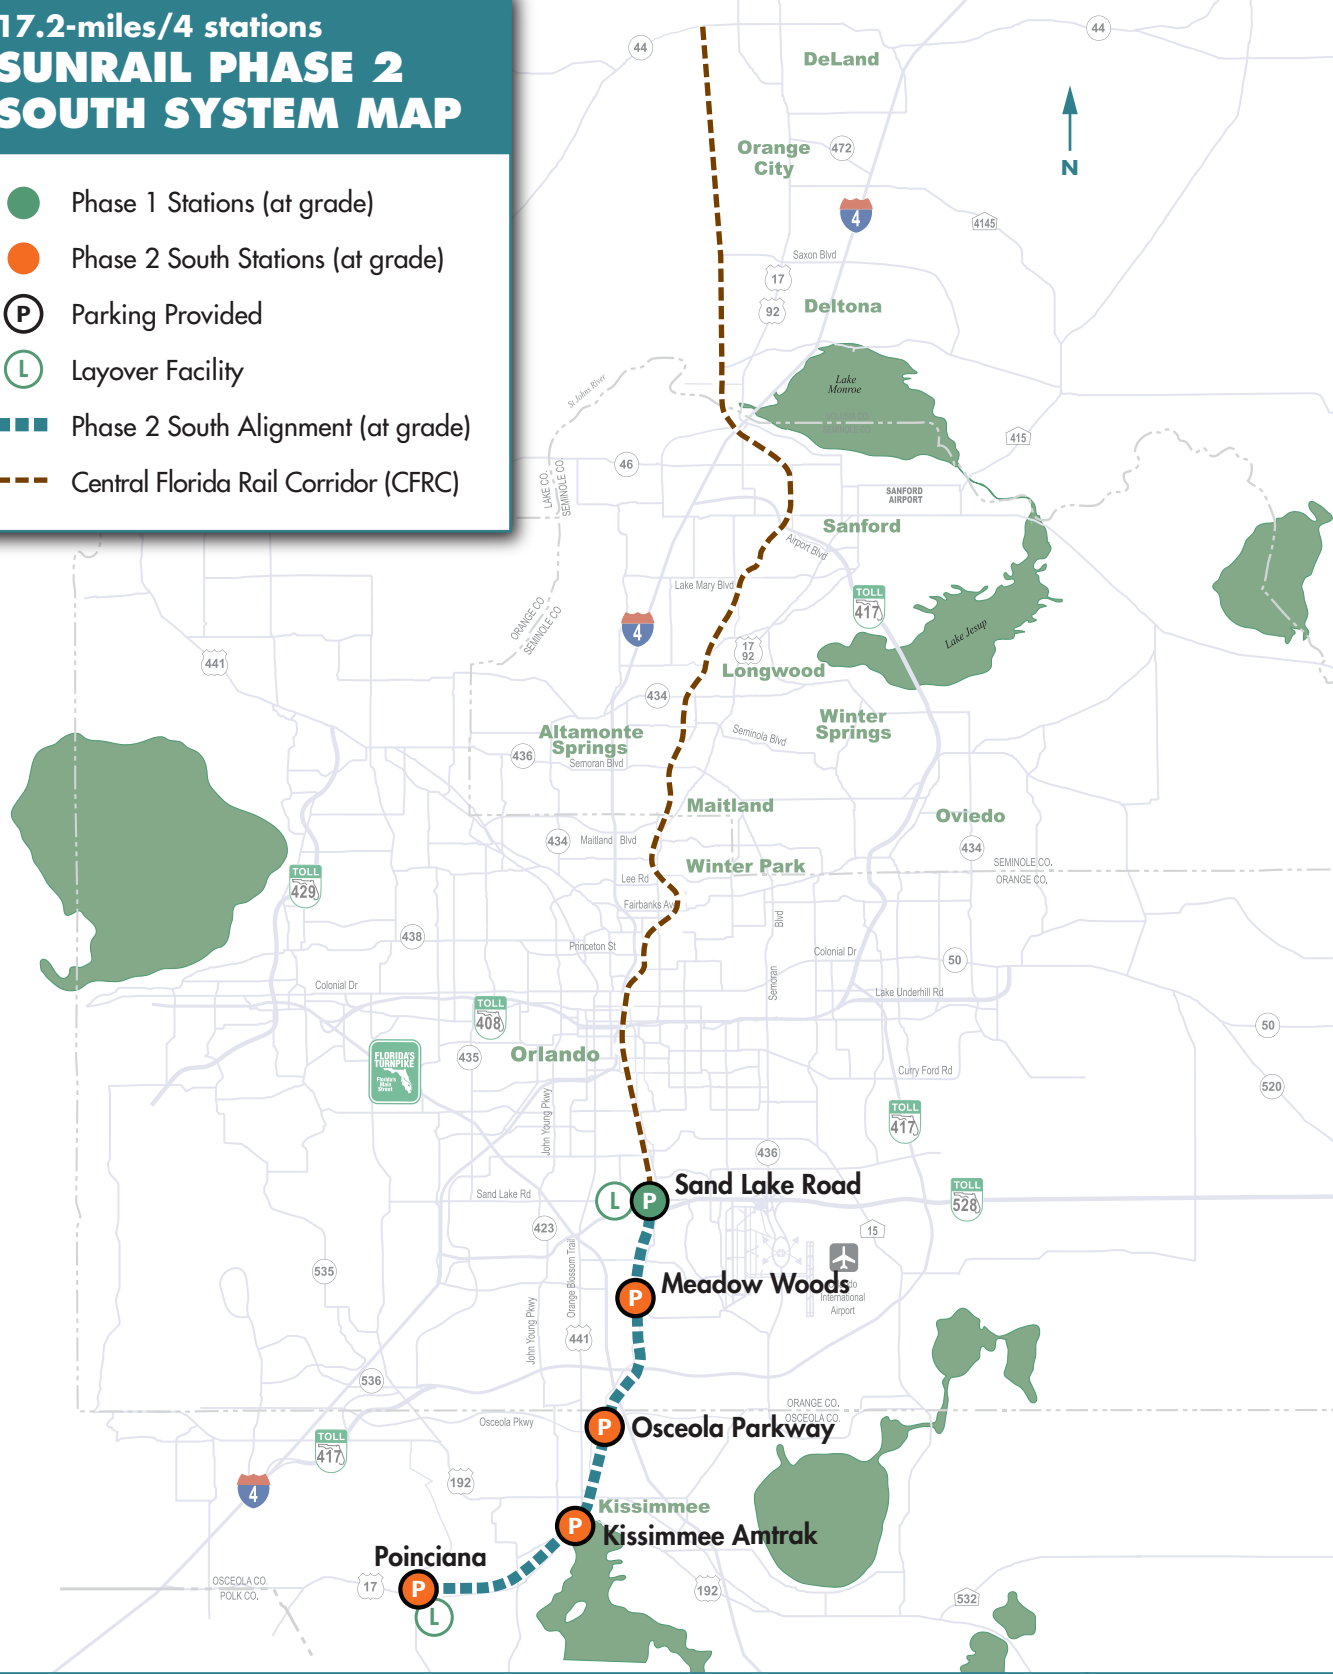 17.2-miles/4 stations
SUNRAIL PHASE 2
SOUTH SYSTEM MAP
Phase 1 Stations (at grade)
Phase 2 South Stations (at grade)
P
Parking Provided
L
Layover Facility
Phase 2 South Alignment (at grade)
Central Florida Rail Corridor (CFRC)
44
44
DeLand
N
Orange
City
472
4
4145
Saxon Blvd
17
92
Deltona
St Johns River
Lake
Monroe
415
46
LAKE CO.
SEMINOLE CO.
SANFORD
AIRPORT
Sanford
Airport Blvd
Lake Mary Blvd
TOLL
417
ORANGE CO
SEMINOLE CO
4
17
92
Lake Jesup
441
Longwood
434
Winter
Springs
Altamonte
Springs
436
Semoran Blvd
Seminola Blvd
Maitland
Oviedo
434
Maitland Blvd
434
SEMINOLE CO.
ORANGE CO.
Winter Park
Lee Rd
TOLL
429
Fairbanks Av
438
Princeton St
Blvd
Semoran
Colonial Dr
50
Colonial Dr
Lake Underhill Rd
TOLL
408
50
435
Orlando
FLORIDA'S
TURNPIKE
Florida's
Main
Street
Curry Ford Rd
520
John Young Pkwy
TOLL
417
436
Sand Lake Rd
L
P
Sand Lake Road
TOLL
528
423
15
Orange Blossom Trail
535
P
Meadow Woods
International
Airport
John Young Pkwy
441
536
ORANGE CO.
OSCEOLA CO.
Osceola Pkwy
P
Osceola Parkway
TOLL
417
192
4
Kissimmee
P
Kissimmee Amtrak
Poinciana
OSCEOLA CO.
POLK CO.
17
P
L
192
532